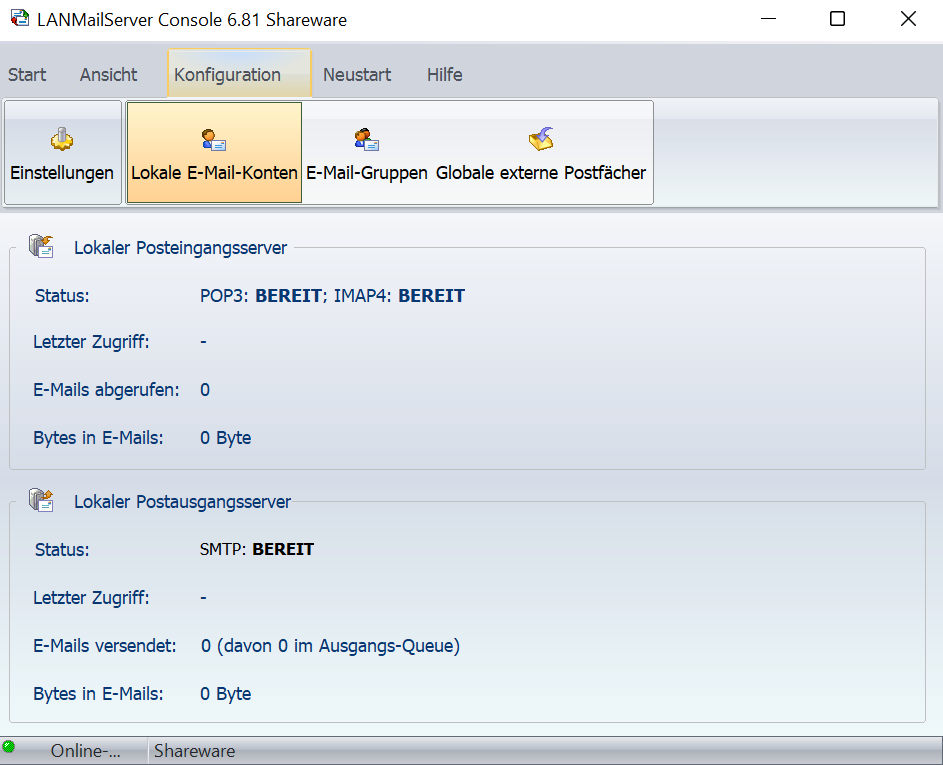 LANMailServer Console 6.81 Shareware
Start Ansicht Konfiguration Neustart Hilfe
Einstellungen Lokale E-Mail-Konten E-Mail-Gruppen Globale externe Postfächer
Lokaler Posteingangsserver
Status: POP3: BEREIT; IMAP4: BEREIT
Letzter Zugriff: -
E-Mails abgerufen: 0
Bytes in E-Mails: 0 Byte
Lokaler Postausgangsserver
Status: SMTP: BEREIT
Letzter Zugriff: -
E-Mails versendet: 0 (davon 0 im Ausgangs-Queue)
Bytes in E-Mails: 0 Byte
Online-... Shareware